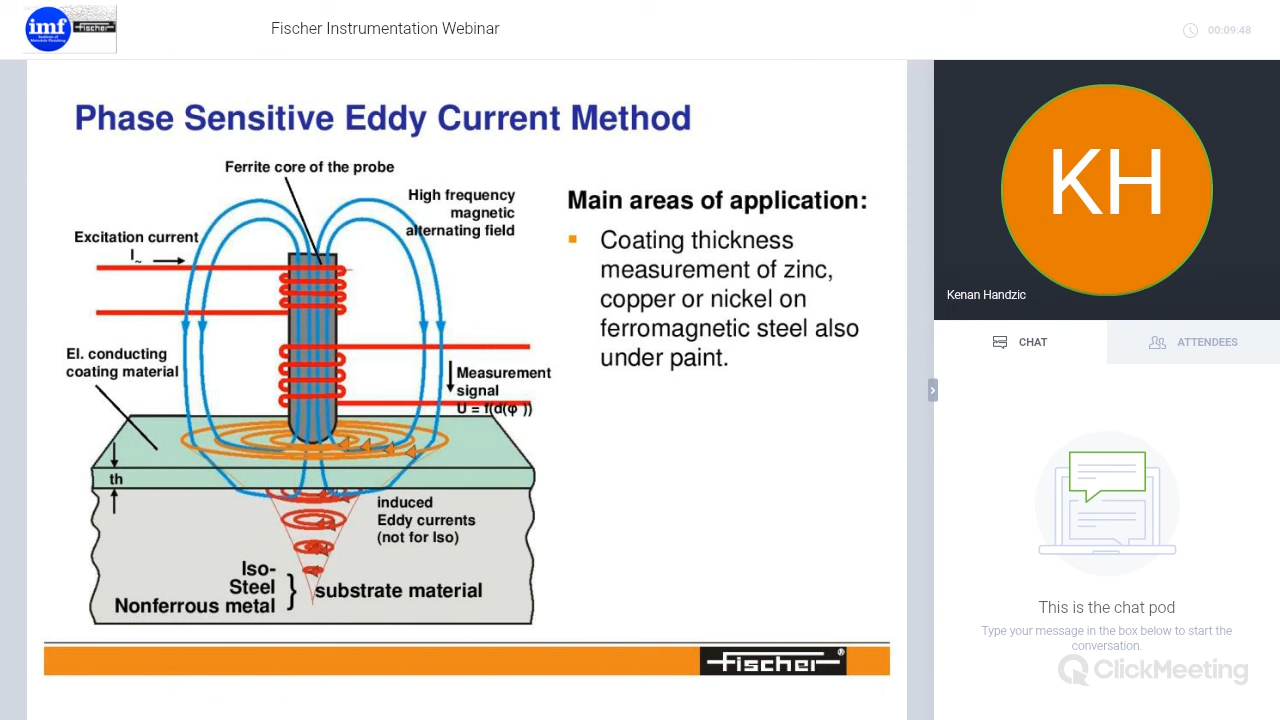 imf
Fischer
Fischer Instrumentation Webinar
00:09:48
Phase Sensitive Eddy Current Method
Ferrite core of the probe
High frequency
magnetic
alternating field
Excitation current
I~
El. conducting
coating material
Measurement
signal
U = f(d(φ ))
th
induced
Eddy currents
(not for Iso)
Iso-
Steel
Nonferrous metal
} substrate material
Main areas of application:
▪ Coating thickness
measurement of zinc,
copper or nickel on
ferromagnetic steel also
under paint.
Fischer®
KH
Kenan Handzic
CHAT
ATTENDEES
This is the chat pod
Type your message in the box below to start the
conversation.
ClickMeeting